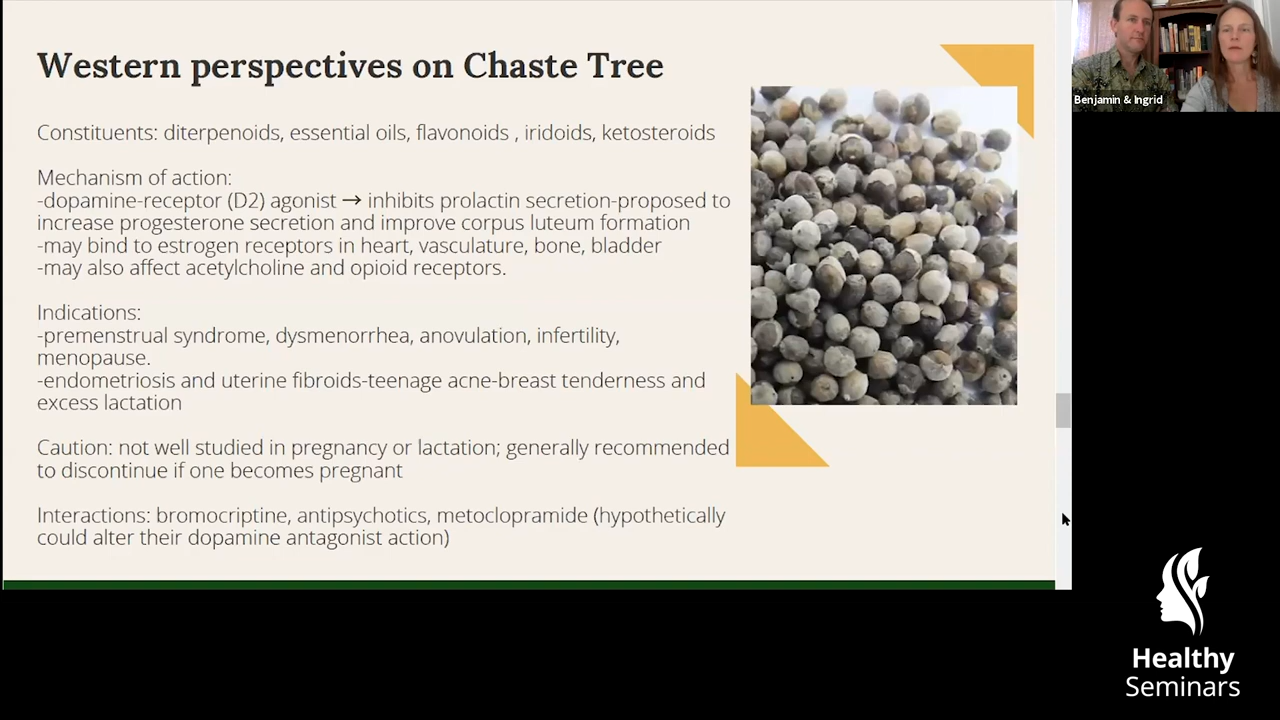 Western perspectives on Chaste Tree
Constituents: diterpenoids, essential oils, flavonoids , iridoids, ketosteroids
Mechanism of action:
-dopamine-receptor (D2) agonist → inhibits prolactin secretion-proposed to
increase progesterone secretion and improve corpus luteum formation
-may bind to estrogen receptors in heart, vasculature, bone, bladder
-may also affect acetylcholine and opioid receptors.
Indications:
-premenstrual syndrome, dysmenorrhea, anovulation, infertility,
menopause.
-endometriosis and uterine fibroids-teenage acne-breast tenderness and
excess lactation
Caution: not well studied in pregnancy or lactation; generally recommended
to discontinue if one becomes pregnant
Interactions: bromocriptine, antipsychotics, metoclopramide (hypothetically
could alter their dopamine antagonist action)
Benjamin & Ingrid
Healthy
Seminars